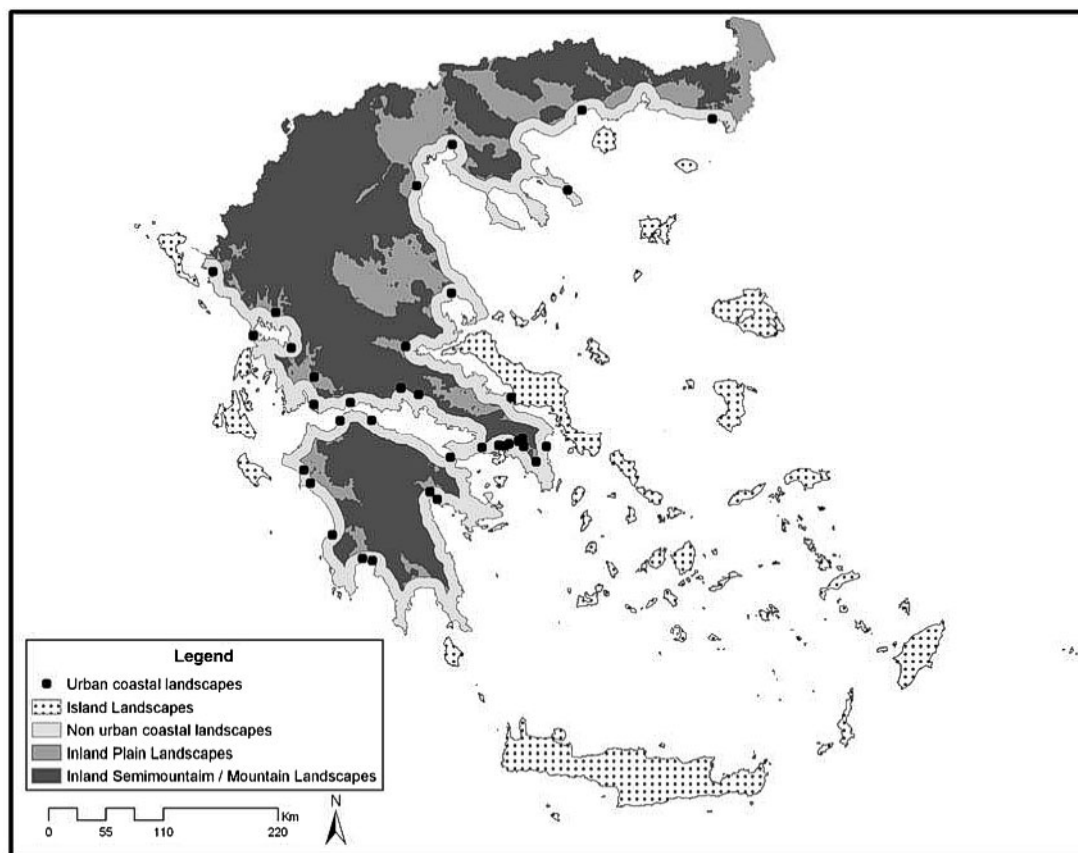 Legend
Urban coastal landscapes
Island Landscapes
Non urban coastal landscapes
Inland Plain Landscapes
Inland Semimountaim / Mountain Landscapes
Km
0 55 110 220
N